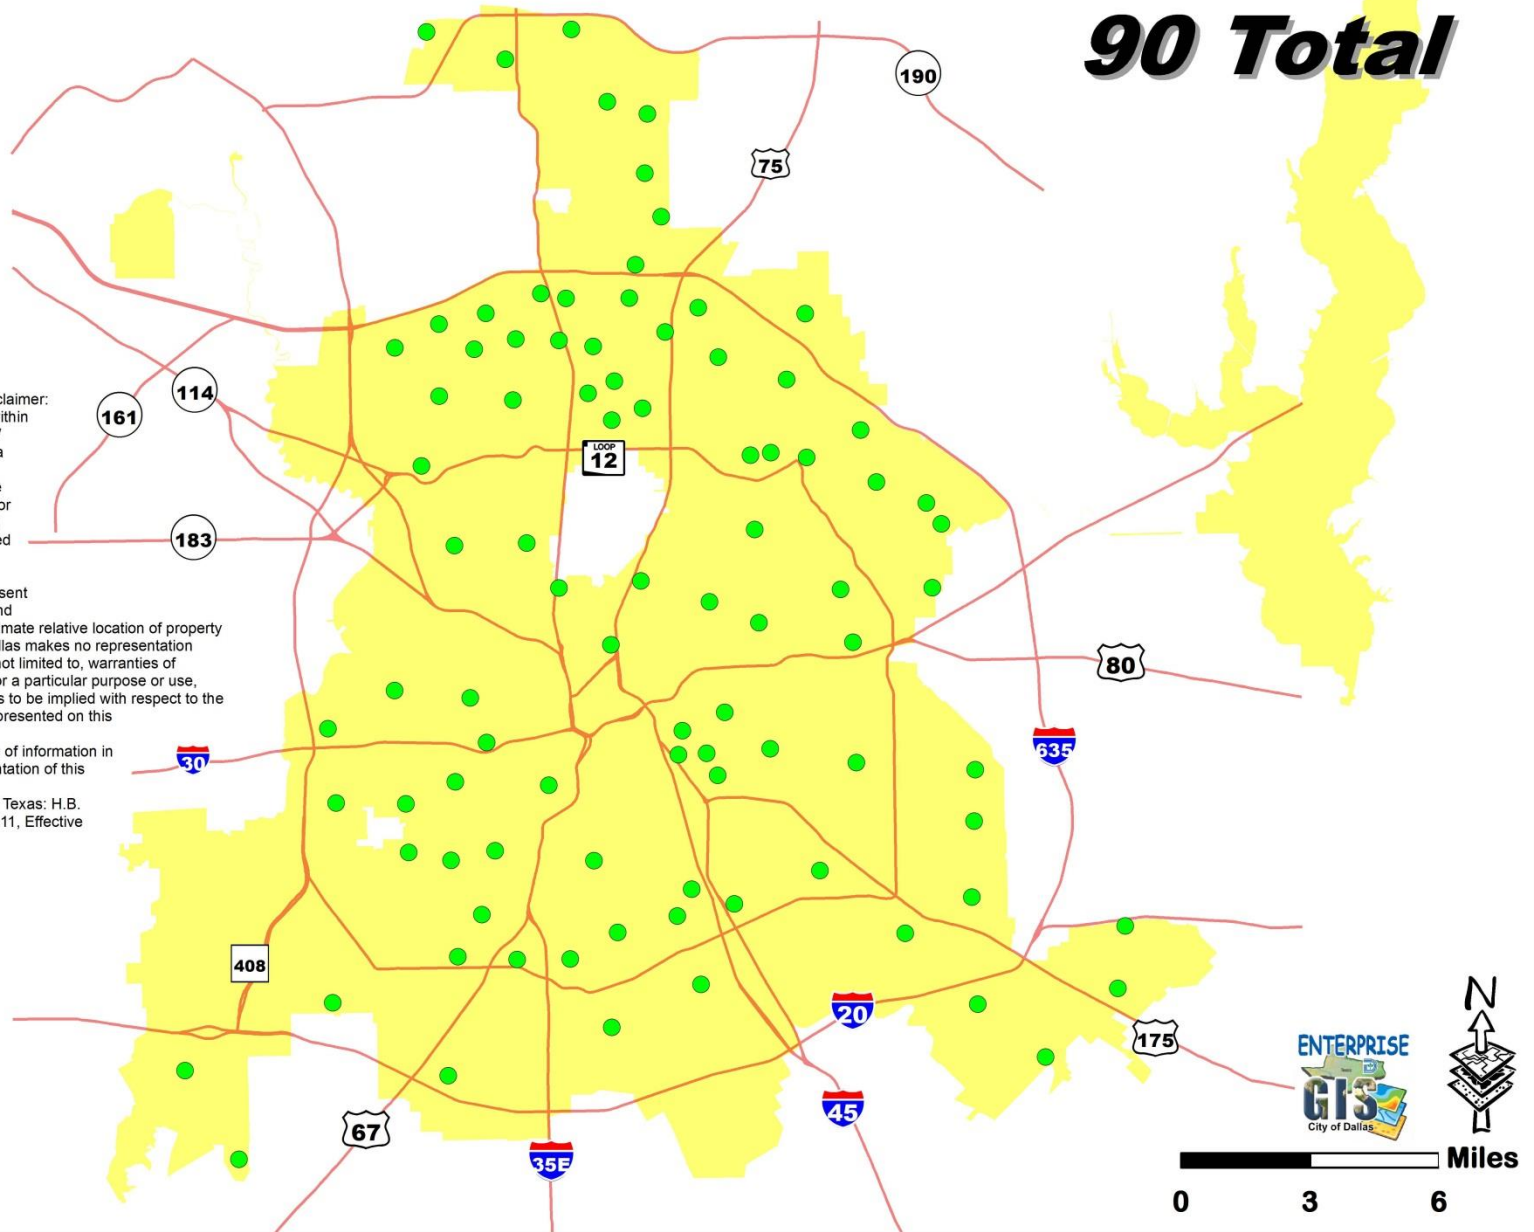 90 Total
190
75
claimer:
114
161
LOOP
12
or
183
ed
sent
nd
mate relative location of property
llas makes no representation
not limited to, warranties of
or a particular purpose or use,
s to be implied with respect to the
presented on this
80
of information in
30
635
ntation of this
Texas: H.B.
11, Effective
408
N
20
175
ENTERPRISE
GIS
City of Dallas
45
67
35E
Miles
0 3 6